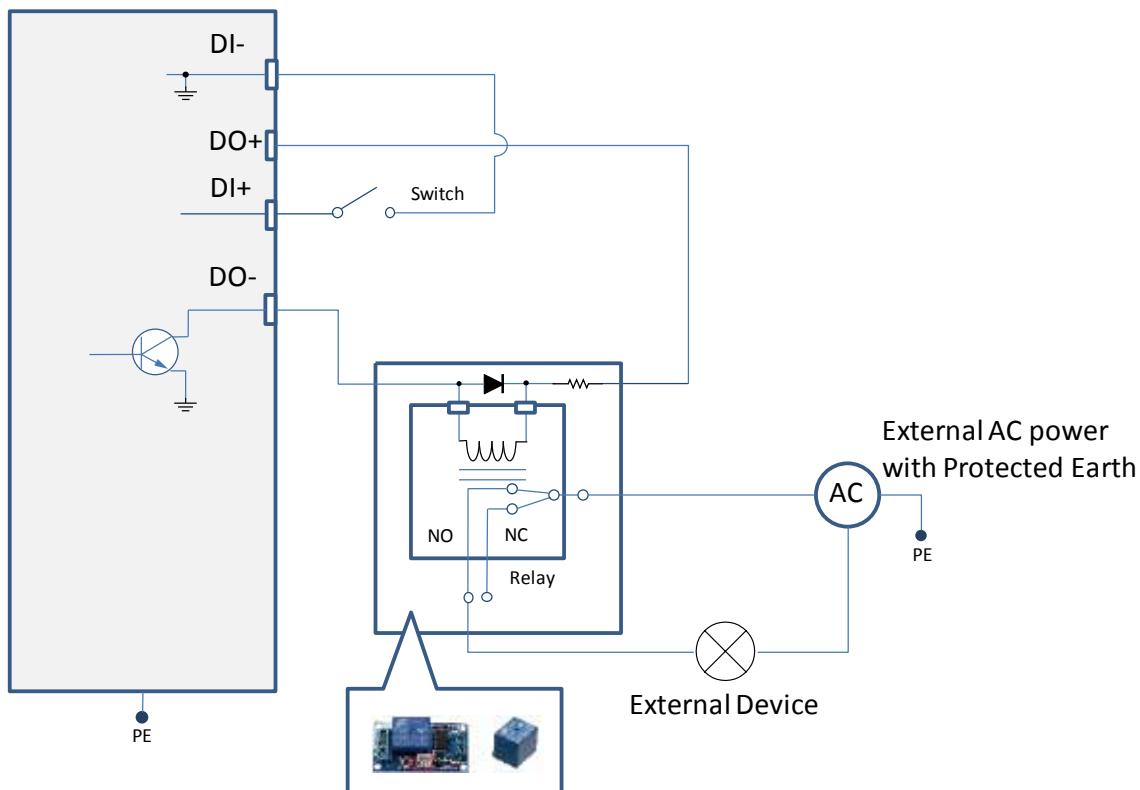 DI-
DO+
DI+
Switch
DO-
External AC power
with Protected Earth
AC
NO
NC
PE
Relay
External Device
PE